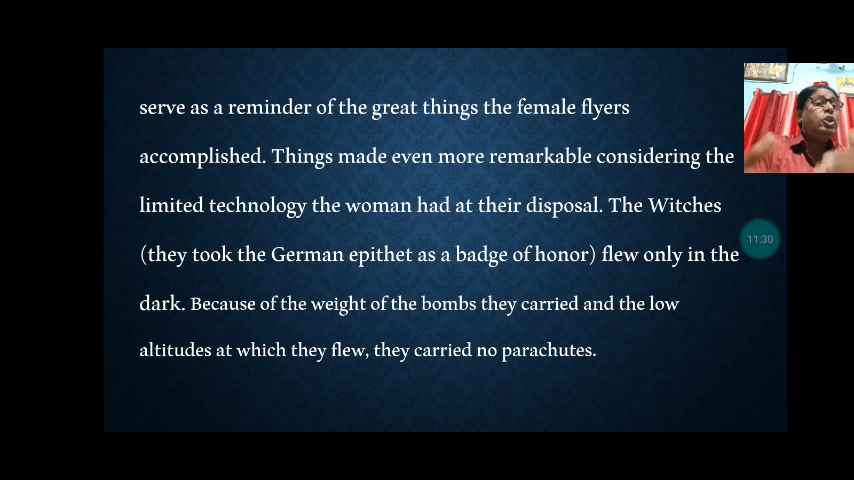 serve as a reminder of the great things the female flyers
accomplished. Things made even more remarkable considering the
limited technology the woman had at their disposal. The Witches
(they took the German epithet as a badge of honor) flew only in the
dark. Because of the weight of the bombs they carried and the low
altitudes at which they flew, they carried no parachutes.
11:30